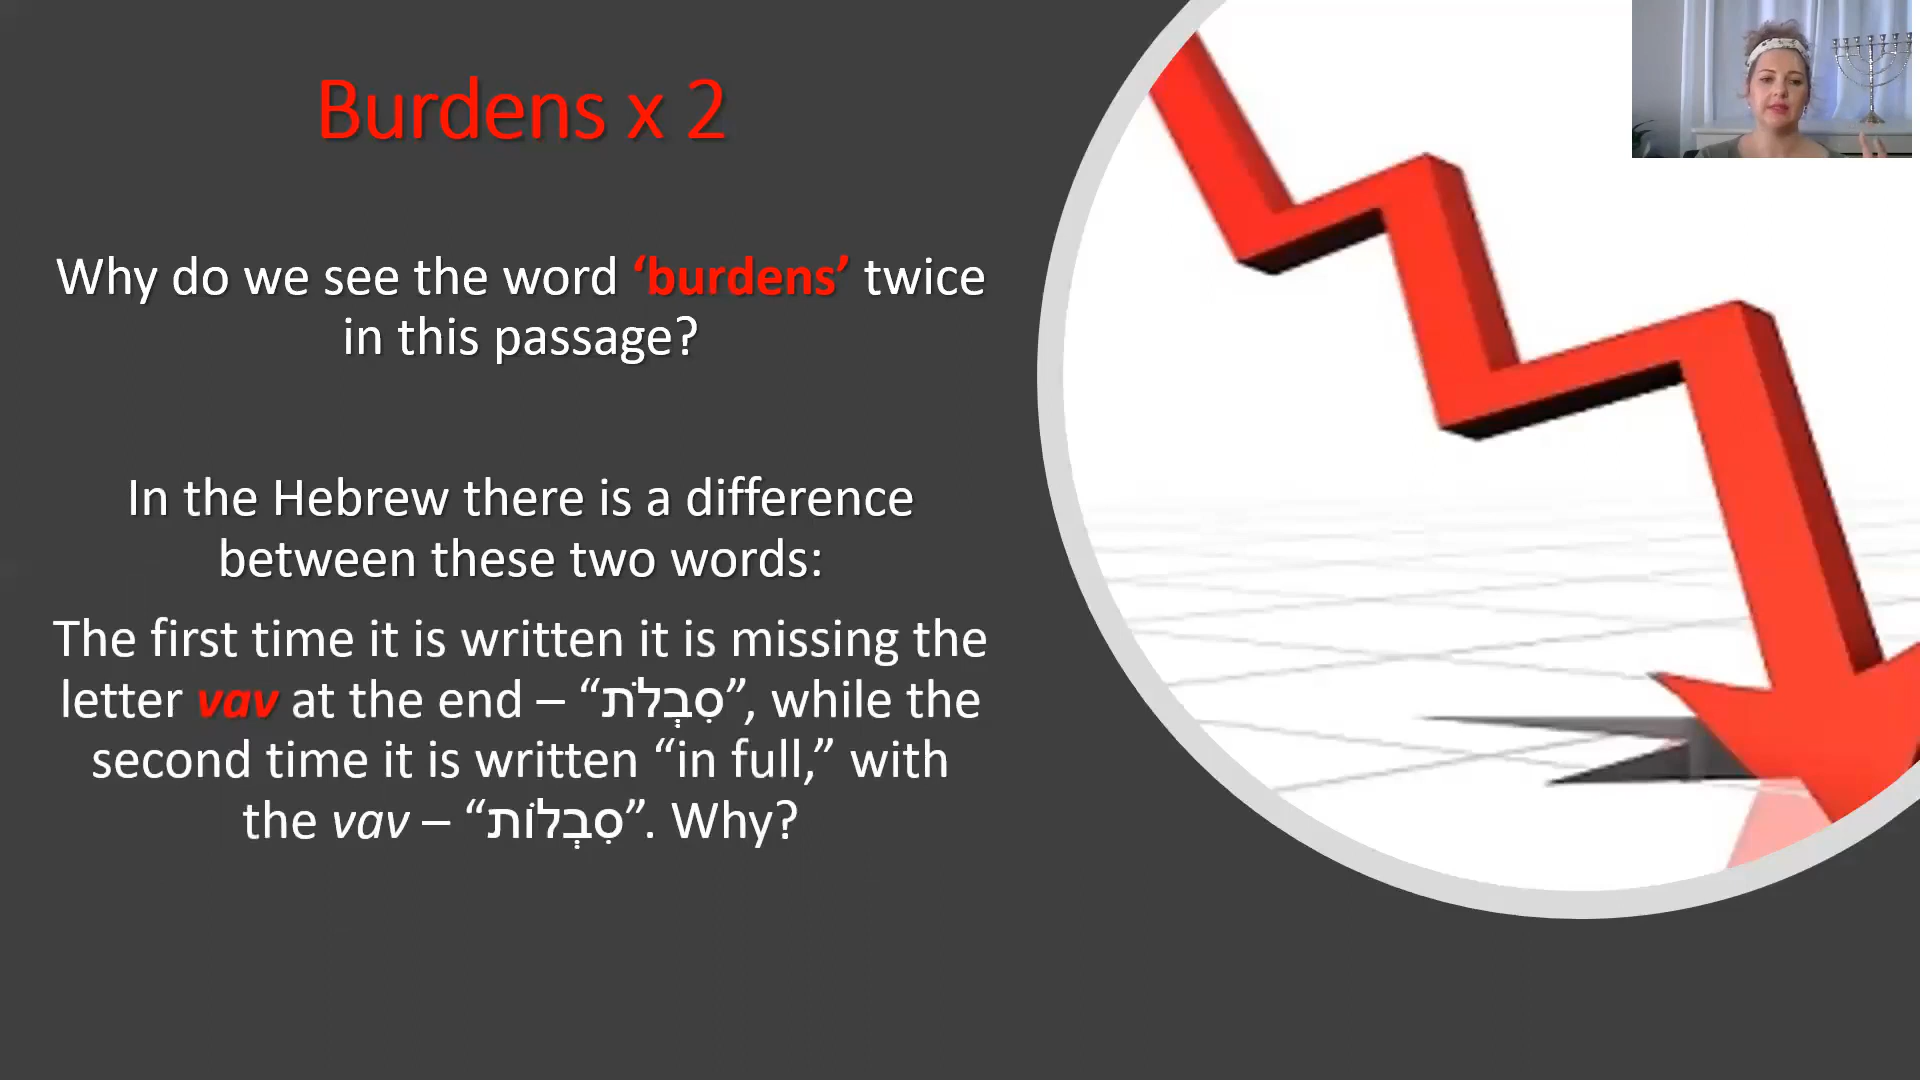 Burdens x 2
Why do we see the word ‘burdens’ twice
in this passage?
In the Hebrew there is a difference
between these two words:
The first time it is written it is missing the
letter vav at the end – “סִבְלֹת”, while the
second time it is written “in full,” with
the vav – “סִבְלוֹת”. Why?